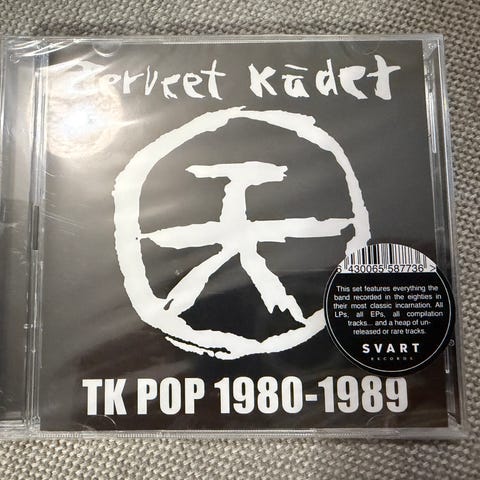 Terveet Kädet
TK POP 1980-1989
6 430065 587736 >
This set features everything the
band recorded in the eighties in
their most classic incarnation. All
LPs, all EPs, all compilation
tracks... and a heap of un-
released or rare tracks.
SVART
RECORDS